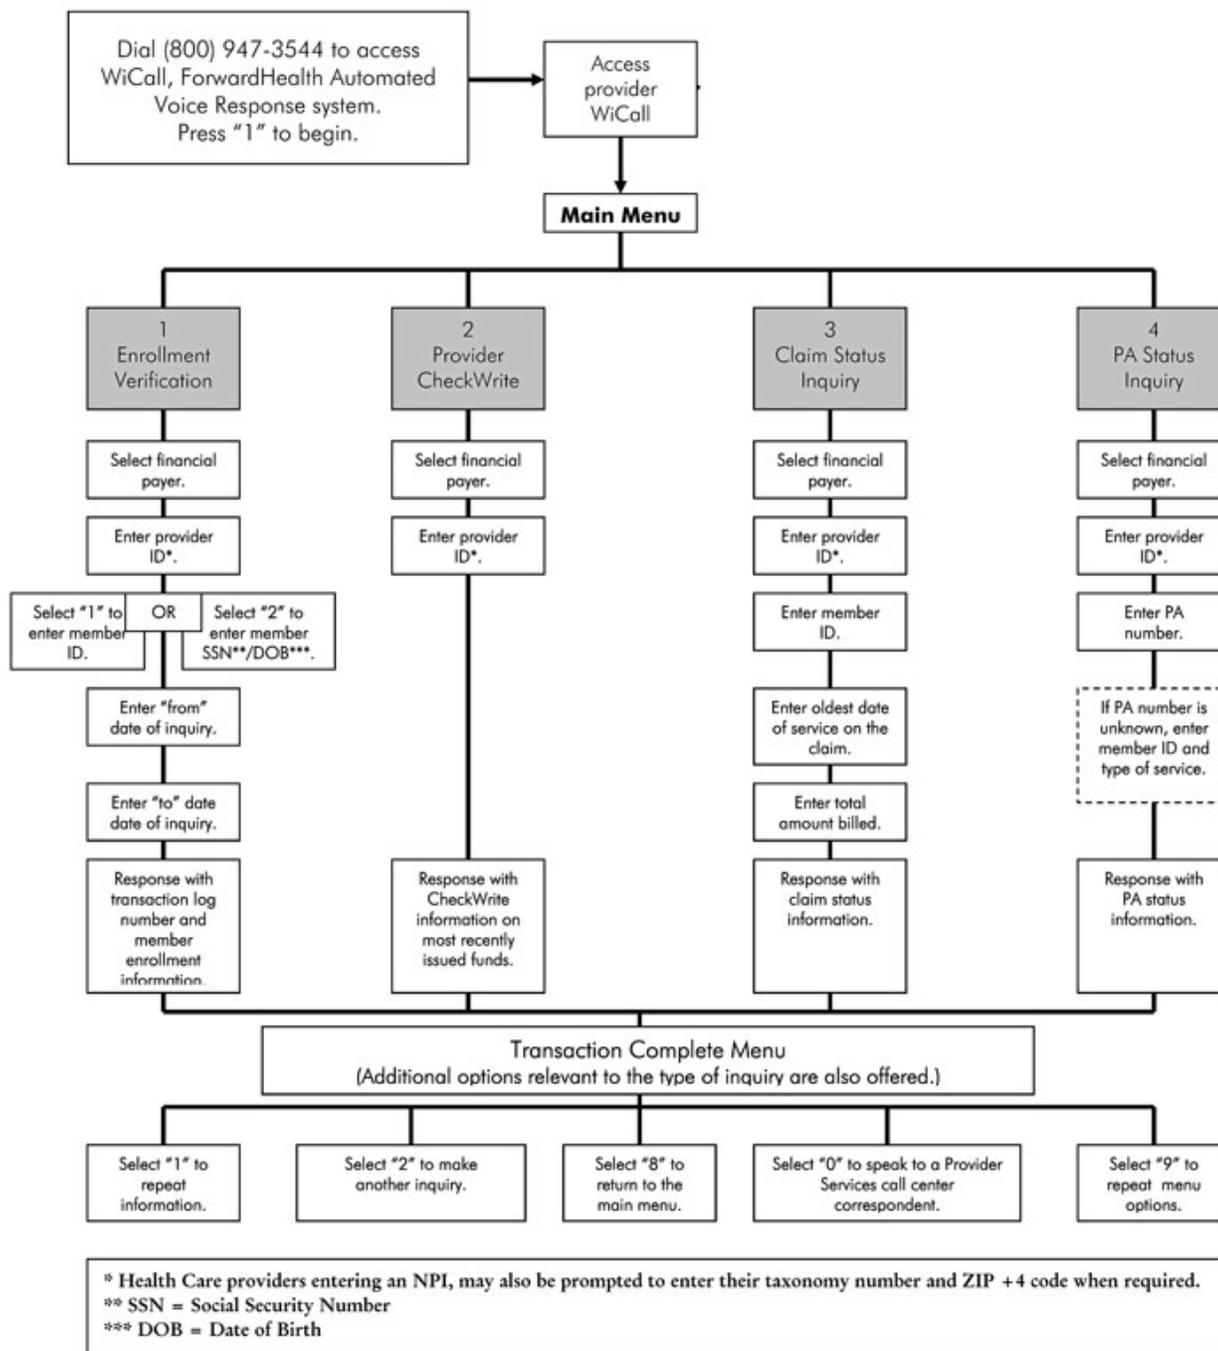 Dial (800) 947-3544 to access
WiCall, ForwardHealth Automated
Voice Response system.
Press “1” to begin.
Access
provider
WiCall
Main Menu
1
Enrollment
Verification
2
Provider
CheckWrite
3
Claim Status
Inquiry
4
PA Status
Inquiry
Select financial
payer.
Select financial
payer.
Select financial
payer.
Select financial
payer.
Enter provider
ID*.
Enter provider
ID*.
Enter provider
ID*.
Enter provider
ID*.
Select “1” to
enter member
ID.
OR
Select “2” to
enter member
SSN**/DOB***.
Enter member
ID.
Enter PA
number.
Enter “from”
date of inquiry.
Enter oldest date
of service on the
claim.
If PA number is
unknown, enter
member ID and
type of service.
Enter “to” date
date of inquiry.
Enter total
amount billed.
Response with
transaction log
number and
member
enrollment
information.
Response with
CheckWrite
information on
most recently
issued funds.
Response with
claim status
information.
Response with
PA status
information.
Transaction Complete Menu
(Additional options relevant to the type of inquiry are also offered.)
Select “1” to
repeat
information.
Select “2” to make
another inquiry.
Select “8” to
return to the
main menu.
Select “0” to speak to a Provider
Services call center
correspondent.
Select “9” to
repeat menu
options.
* Health Care providers entering an NPI, may also be prompted to enter their taxonomy number and ZIP +4 code when required.
** SSN = Social Security Number
*** DOB = Date of Birth